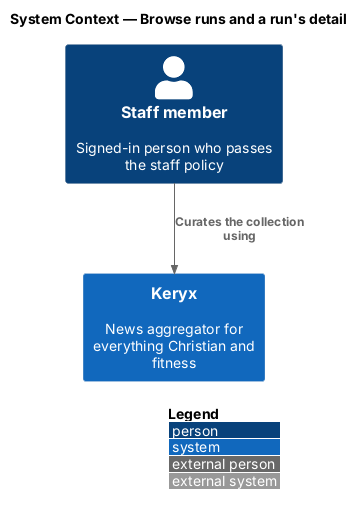 System Context — Browse runs and a run's detail
Staff member
Signed-in person who passes
the staff policy
Curates the collection
using
Keryx
News aggregator for
everything Christian and
fitness
Legend
person
system
external person
external system